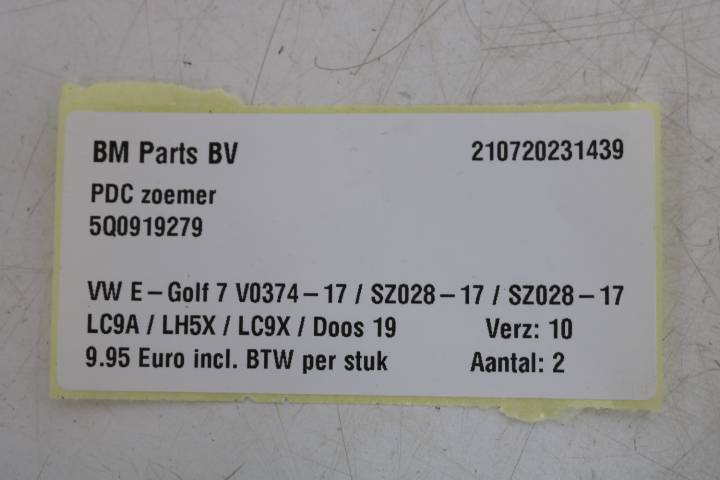 BM Parts BV 210720231439
PDC zoemer
5Q0919279
VW E-Golf 7 V0374-17 / SZ028-17 / SZ028-17
LC9A / LH5X / LC9X / Doos 19 Verz: 10
9.95 Euro incl. BTW per stuk Aantal: 2